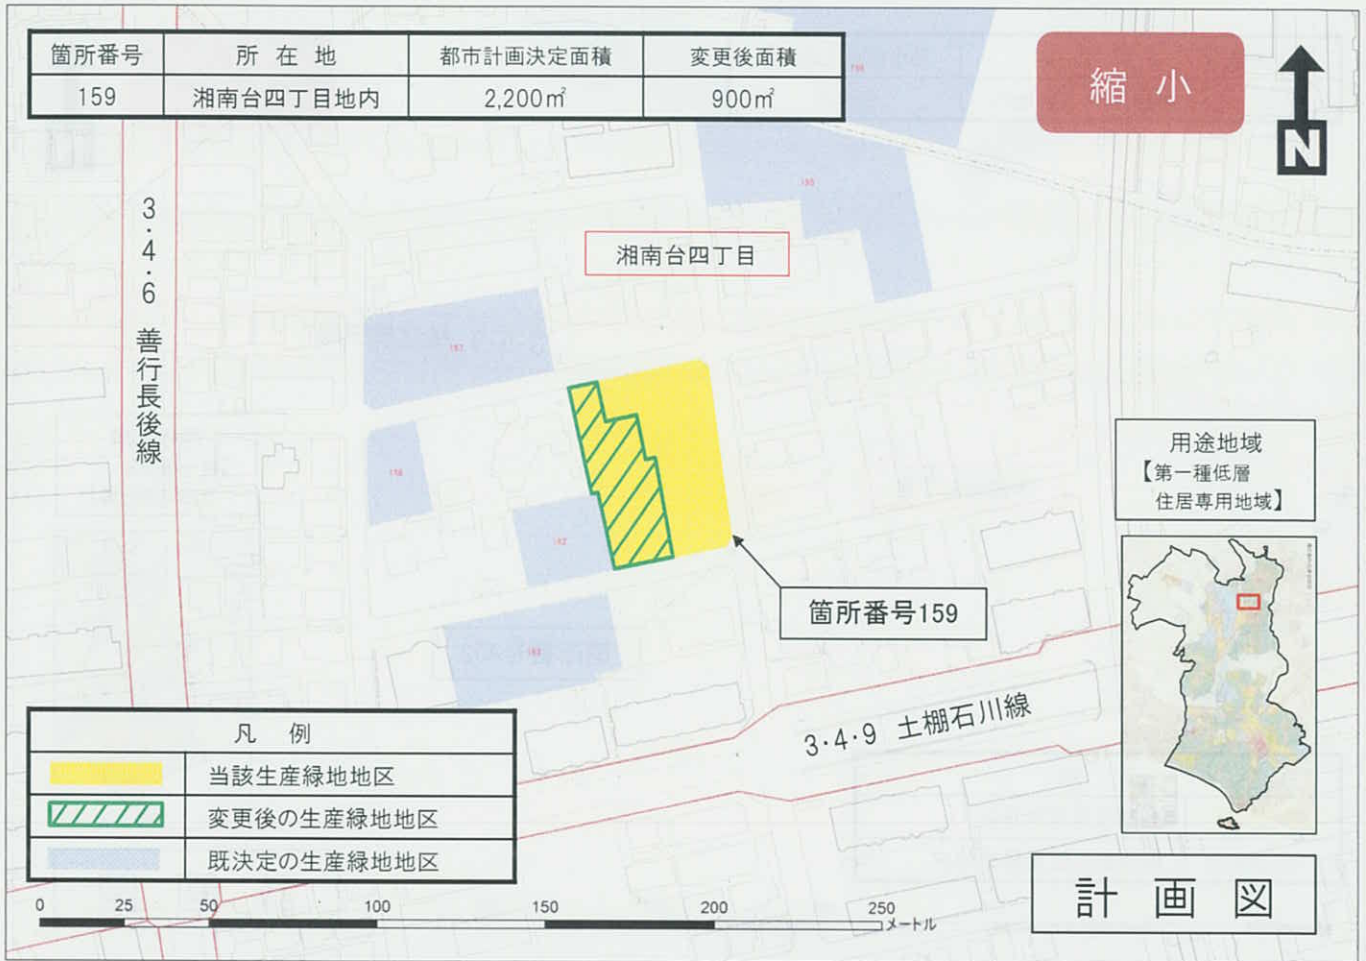 箇所番号 所在地 都市計画決定面積 変更後面積
159 湘南台四丁目地内 2,200㎡ 900㎡
縮小
N
3・4・6 善行長後線
湘南台四丁目
用途地域
【第一種低層
住居専用地域】
箇所番号159
3・4・9 土棚石川線
凡例
当該生産緑地地区
変更後の生産緑地地区
既決定の生産緑地地区
0 25 50 100 150 200 250
メートル
計画図